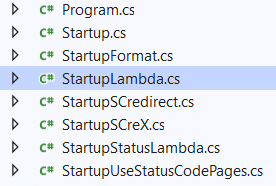 C# Program.cs
C# Startup.cs
C# StartupFormat.cs
C# StartupLambda.cs
C# StartupSCredirect.cs
C# StartupSCreX.cs
C# StartupStatusLambda.cs
C# StartupUseStatusCodePages.cs